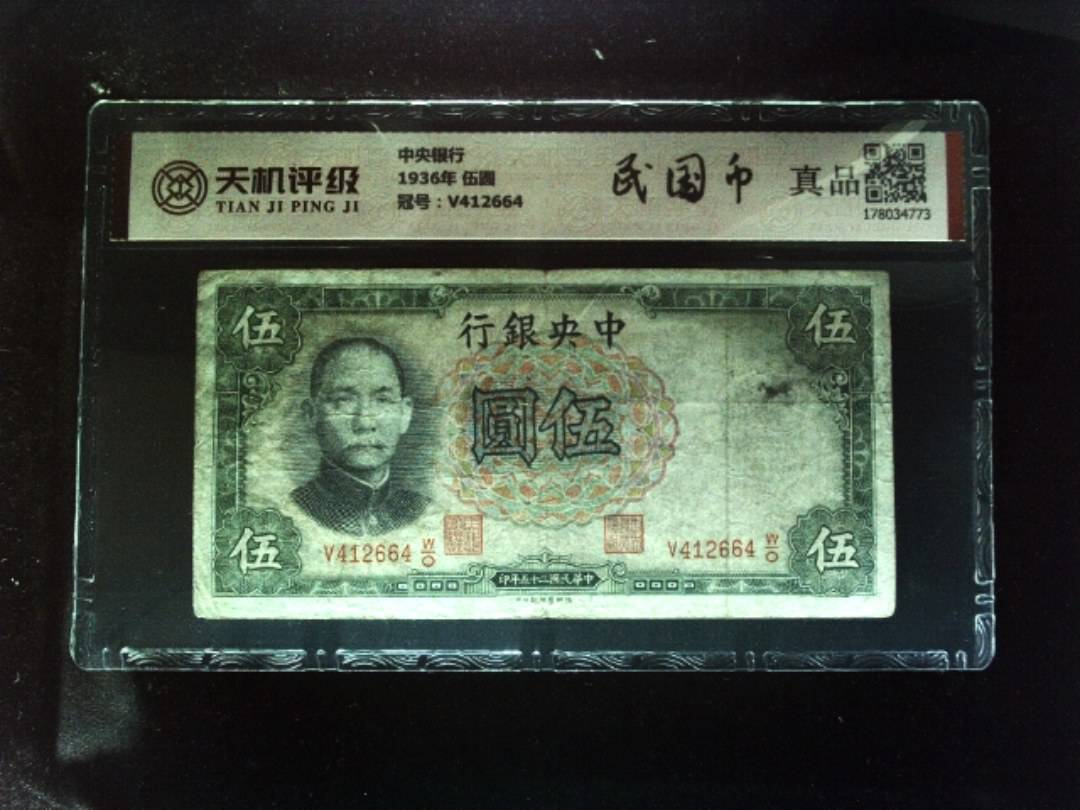 天机评级
TIAN JI PING JI
中央银行
1936年 伍圆
冠号：V412664
民国币
真品
178034773
伍
行銀央中
伍
圓伍
伍
V412664 W/O
V412664 W/O
伍
印年五十二國民華中